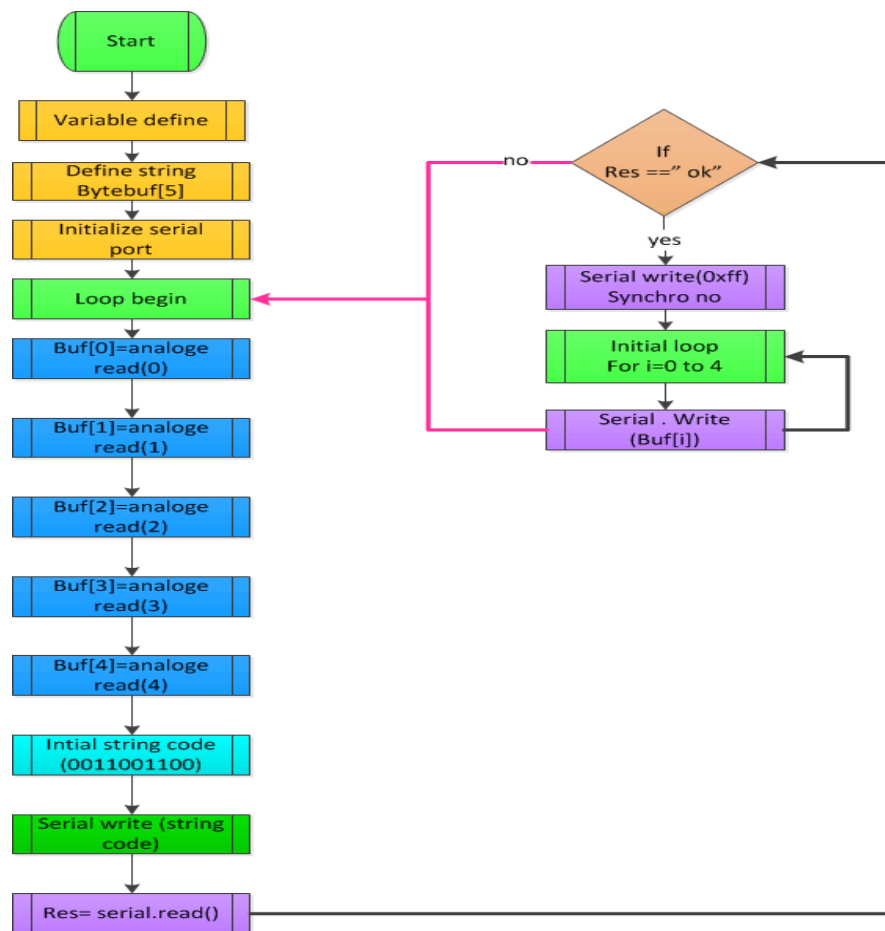 Start
Variable define
Define string
Bytebuf[5]
Initialize serial
port
Loop begin
Buf[0]=analoge
read(0)
Buf[1]=analoge
read(1)
Buf[2]=analoge
read(2)
Buf[3]=analoge
read(3)
Buf[4]=analoge
read(4)
Intial string code
(0011001100)
Serial write (string
code)
Res= serial.read()
If
Res ==” ok”
no
yes
Serial write(0xff)
Synchro no
Initial loop
For i=0 to 4
Serial . Write
(Buf[i])